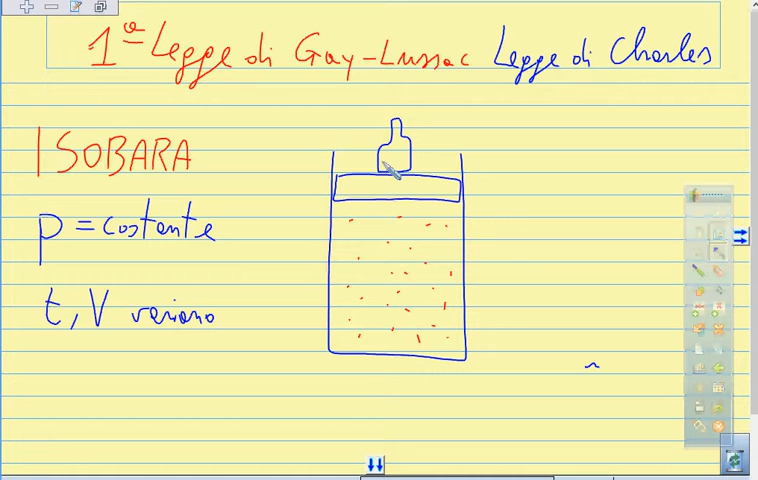 1ª Legge di Gay-Lussac Legge di Charles
ISOBARA
p = costante
t, V variano